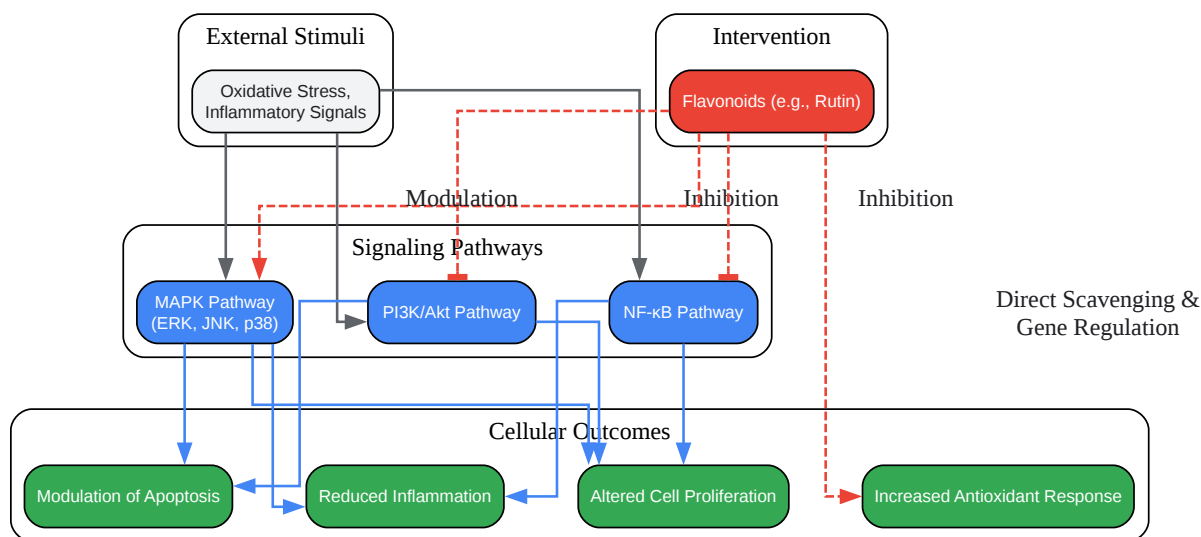 External Stimuli
Intervention
Oxidative Stress,
Inflammatory Signals
Flavonoids (e.g., Rutin)
Modulation
Inhibition
Inhibition
Signaling Pathways
MAPK Pathway
(ERK, JNK, p38)
PI3K/Akt Pathway
NF-κB Pathway
Direct Scavenging &
Gene Regulation
Cellular Outcomes
Modulation of Apoptosis
Reduced Inflammation
Altered Cell Proliferation
Increased Antioxidant Response